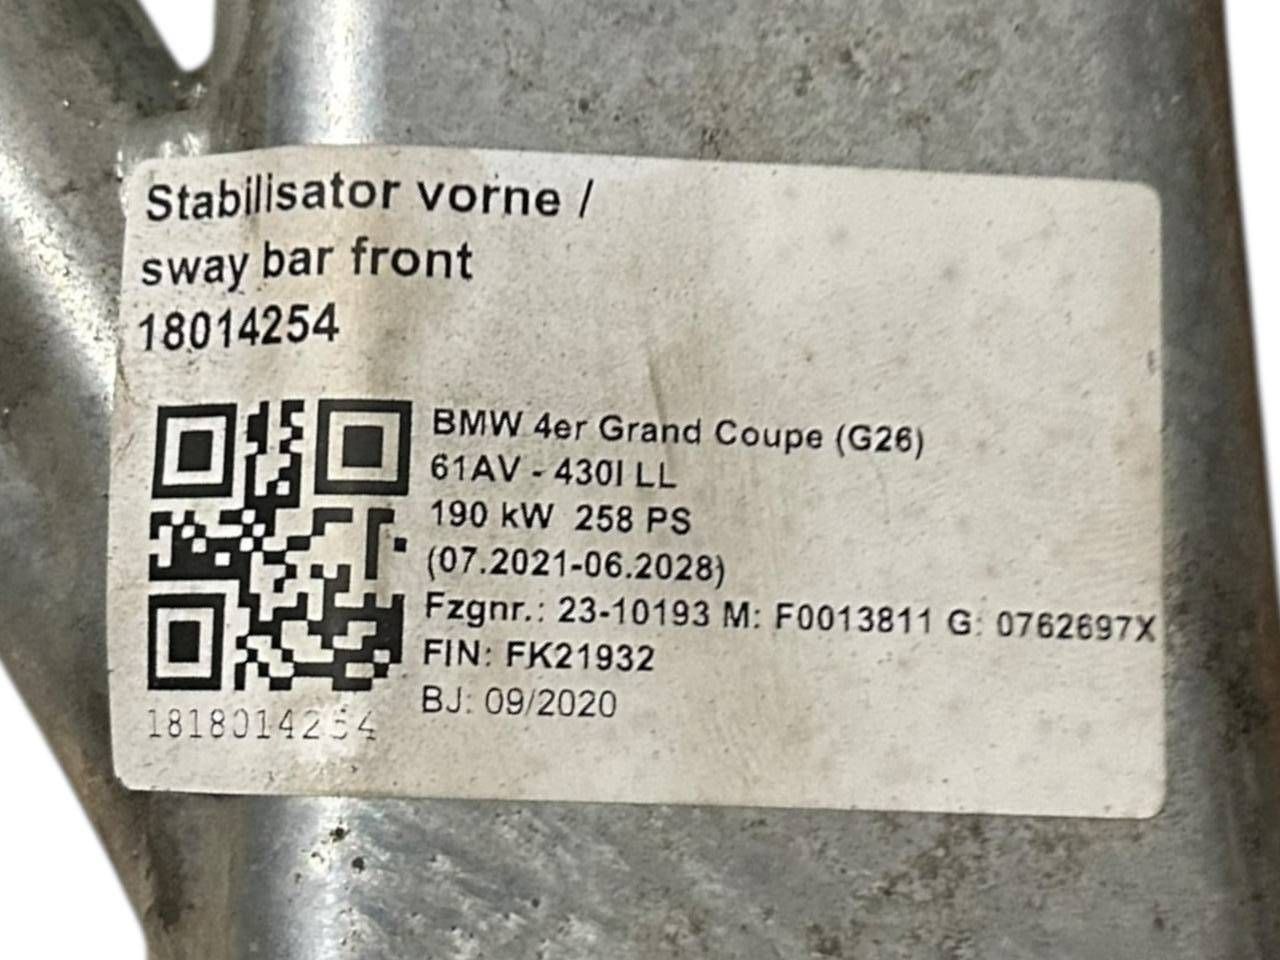 Stabilisator vorne /
sway bar front
18014254
BMW 4er Grand Coupe (G26)
61AV - 430I LL
190 kW 258 PS
(07.2021-06.2028)
Fzgnr.: 23-10193 M: F0013811 G: 0762697X
FIN: FK21932
BJ: 09/2020
1818014254